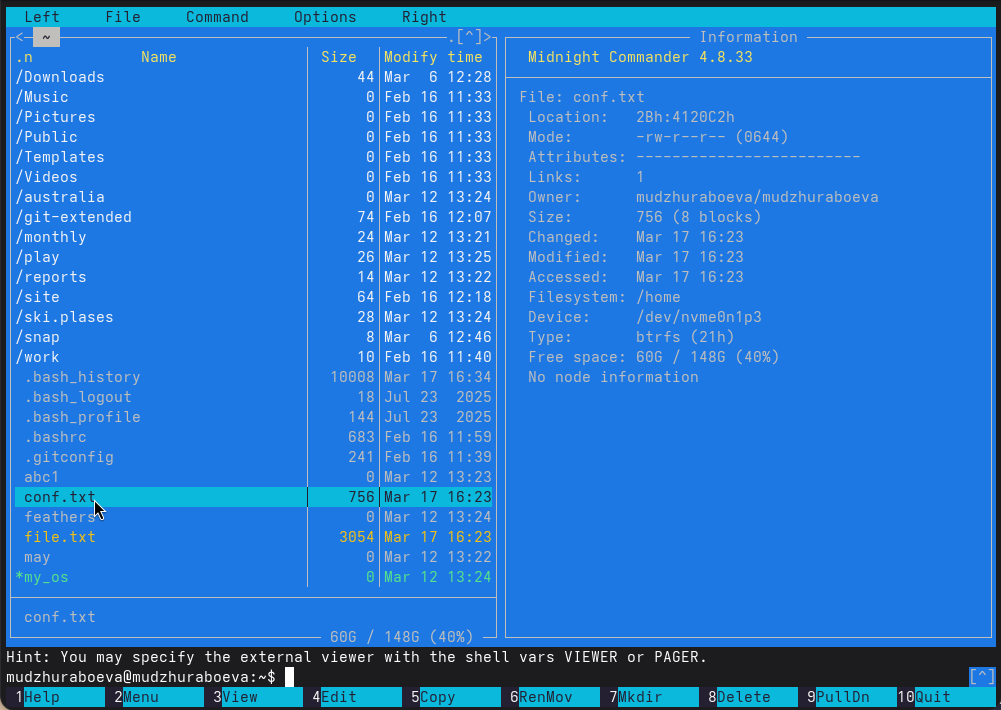 Left File Command Options Right
<─ ~ ─.[^]>
.n Name Size Modify time
/Downloads 44 Mar 6 12:28
/Music 0 Feb 16 11:33
/Pictures 0 Feb 16 11:33
/Public 0 Feb 16 11:33
/Templates 0 Feb 16 11:33
/Videos 0 Feb 16 11:33
/australia 0 Mar 12 13:24
/git-extended 74 Feb 16 12:07
/monthly 24 Mar 12 13:21
/play 26 Mar 12 13:25
/reports 14 Mar 12 13:22
/site 64 Feb 16 12:18
/ski.plases 28 Mar 12 13:24
/snap 8 Mar 6 12:46
/work 10 Feb 16 11:40
.bash_history 10008 Mar 17 16:34
.bash_logout 18 Jul 23 2025
.bash_profile 144 Jul 23 2025
.bashrc 683 Feb 16 11:59
.gitconfig 241 Feb 16 11:39
abc1 0 Mar 12 13:23
conf.txt 756 Mar 17 16:23
feathers 0 Mar 12 13:24
file.txt 3054 Mar 17 16:23
may 0 Mar 12 13:22
*my_os 0 Mar 12 13:24
conf.txt
60G / 148G (40%)
Information
Midnight Commander 4.8.33
File: conf.txt
Location: 2Bh:4120C2h
Mode: -rw-r--r-- (0644)
Attributes: -------------------------
Links: 1
Owner: mudzhuraboeva/mudzhuraboeva
Size: 756 (8 blocks)
Changed: Mar 17 16:23
Modified: Mar 17 16:23
Accessed: Mar 17 16:23
Filesystem: /home
Device: /dev/nvme0n1p3
Type: btrfs (21h)
Free space: 60G / 148G (40%)
No node information
Hint: You may specify the external viewer with the shell vars VIEWER or PAGER.
mudzhuraboeva@mudzhuraboeva:~$ [^]
1Help 2Menu 3View 4Edit 5Copy 6RenMov 7Mkdir 8Delete 9PullDn 10Quit